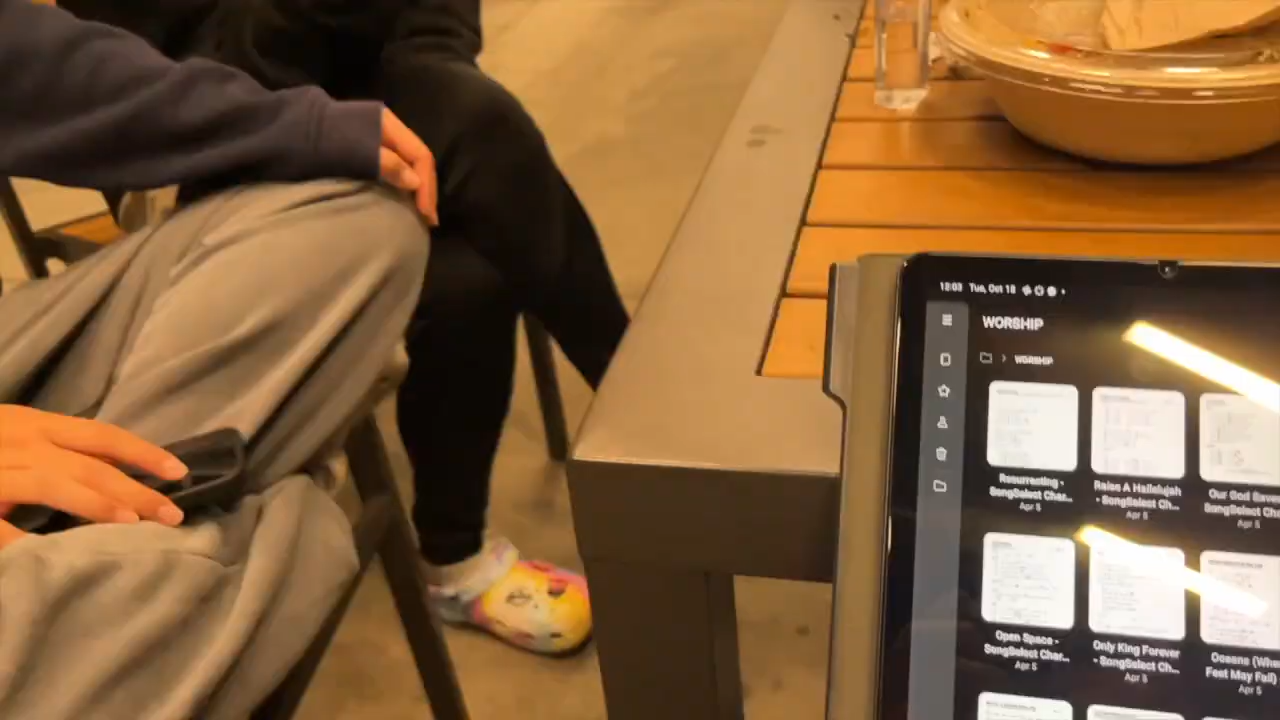 12:03 Tue, Oct 18
WORSHIP
WORSHIP
Resurrecting -
SongSelect Char...
Apr 5
Raise A Hallelujah
- SongSelect Ch...
Apr 5
Our God Saves
SongSelect Cha
Apr 5
Open Space -
SongSelect Char...
Apr 5
Only King Forever
- SongSelect Ch...
Apr 5
Oceans (Whe
Feet May Fail)
Apr 5